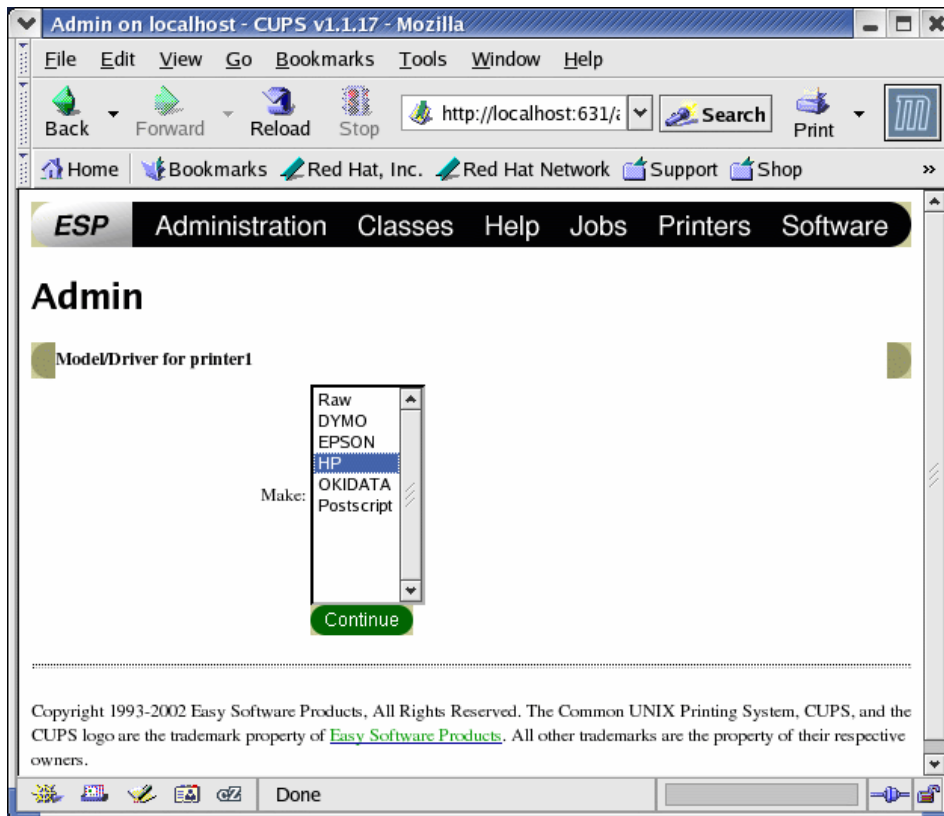 Admin on localhost - CUPS v1.1.17 - Mozilla
File Edit View Go Bookmarks Tools Window Help
Back Forward Reload Stop http://localhost:631/a Search Print
Home Bookmarks Red Hat, Inc. Red Hat Network Support Shop »
ESP Administration Classes Help Jobs Printers Software
Admin
Model/Driver for printer1
Make:
Raw
DYMO
EPSON
HP
OKIDATA
Postscript
Continue
Copyright 1993-2002 Easy Software Products, All Rights Reserved. The Common UNIX Printing System, CUPS, and the
CUPS logo are the trademark property of Easy Software Products. All other trademarks are the property of their respective
owners.
Done